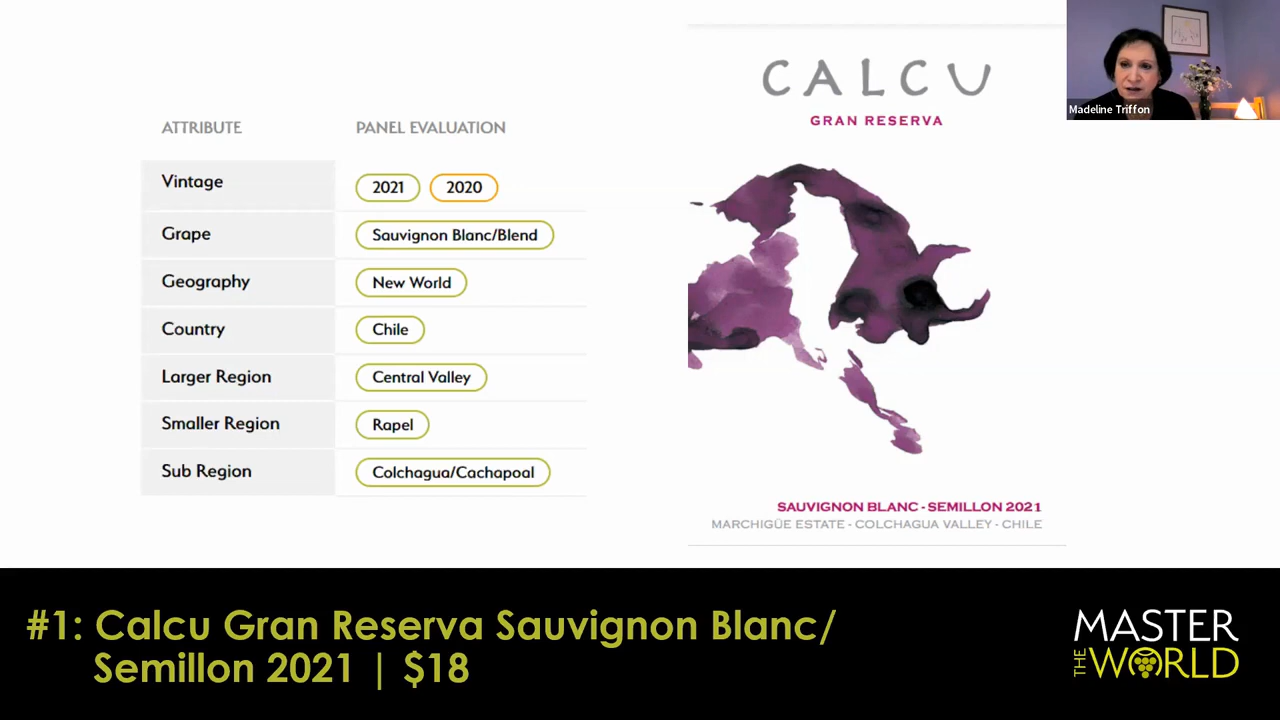 CALCU
GRAN RESERVA
Madeline Triffon
ATTRIBUTE PANEL EVALUATION
Vintage 2021 2020
Grape Sauvignon Blanc/Blend
Geography New World
Country Chile
Larger Region Central Valley
Smaller Region Rapel
Sub Region Colchagua/Cachapoal
SAUVIGNON BLANC - SEMILLON 2021
MARCHIGÜE ESTATE - COLCHAGUA VALLEY - CHILE
#1: Calcu Gran Reserva Sauvignon Blanc/
Semillon 2021 | $18
MASTER
THE WORLD